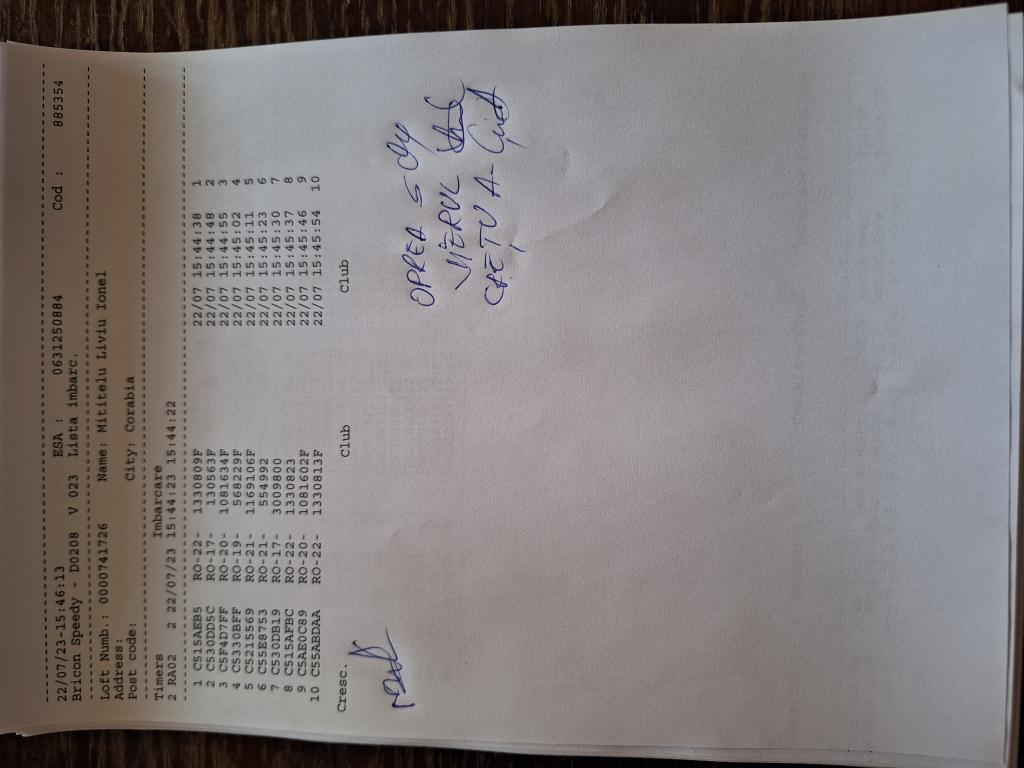 22/07/23-15:46:13 ESA : 0631250884 Cod : 885354
Bricon Speedy - D0208 V 023 Lista imbarc.
Loft Numb.: 0000741726 Name: Mititelu Liviu Ionel
Address:
Post code: City: Corabia
Timers Imbarcare
2 RA02 2 22/07/23 15:44:23 15:44:22
1 C515AEB5 RO-22- 1330809F 22/07 15:44:38 1
2 C530DD5C RO-17- 130563F 22/07 15:44:48 2
3 C5F4D7FF RO-20- 1081634F 22/07 15:44:55 3
4 C5330BFF RO-19- 568229F 22/07 15:45:02 4
5 C5215569 RO-21- 1169106F 22/07 15:45:11 5
6 C55E8753 RO-21- 554992 22/07 15:45:23 6
7 C530DB19 RO-17- 3009800 22/07 15:45:30 7
8 C515AFBC RO-22- 1330823 22/07 15:45:37 8
9 C5AE0C89 RO-20- 1081602F 22/07 15:45:46 9
10 C55ABDAA RO-22- 1330813F 22/07 15:45:54 10
Cresc. Club Club
OPREA S
VIERUL
CREȚU A-